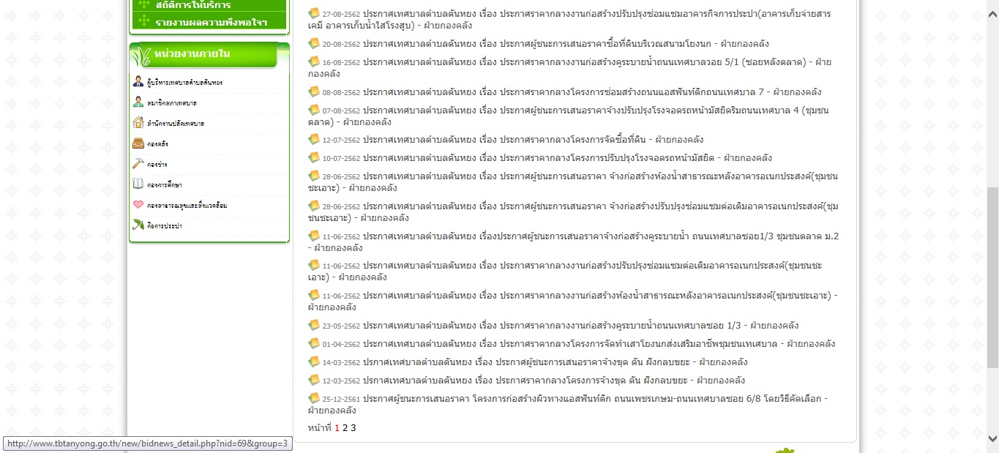 สถิติการให้บริการ
รายงานผลความพึงพอใจฯ
หน่วยงานภายใน
ผู้บริหารเทศบาลตำบลตันหยง
สมาชิกสภาเทศบาล
สำนักงานปลัดเทศบาล
กองคลัง
กองช่าง
กองการศึกษา
กองสาธารณสุขและสิ่งแวดล้อม
กิจการประปา
27-08-2562 ประกาศเทศบาลตำบลตันหยง เรื่อง ประกาศราคากลางงานก่อสร้างปรับปรุงซ่อมแซมอาคารกิจการประปา(อาคารเก็บจ่ายสาร
เคมี อาคารเก็บน้ำใสโรงสูบ) - ฝ่ายกองคลัง
20-08-2562 ประกาศเทศบาลตำบลตันหยง เรื่อง ประกาศผู้ชนะการเสนอราคาซื้อที่ดินบริเวณสนามโยงนก - ฝ่ายกองคลัง
16-08-2562 ประกาศเทศบาลตำบลตันหยง เรื่อง ประกาศราคากลางงานก่อสร้างคูระบายน้ำถนนเทศบาลวอย 5/1 (ซอยหลังตลาด) - ฝ่าย
กองคลัง
08-08-2562 ประกาศเทศบาลตำบลตันหยง เรื่อง ประกาศราคากลางโครงการซ่อมสร้างถนนแอสฟันท์ติกถนนเทศบาล 7 - ฝ่ายกองคลัง
07-08-2562 ประกาศเทศบาลตำบลตันหยง เรื่อง ประกาศผู้ชนะการเสนอราคาจ้างปรับปรุงโรงจอดรถหน้ามัสยิดริมถนนเทศบาล 4 (ชุมชน
ตลาด) - ฝ่ายกองคลัง
12-07-2562 ประกาศเทศบาลตำบลตันหยง เรื่อง ประกาศราคากลางโครงการจัดซื้อที่ดิน - ฝ่ายกองคลัง
10-07-2562 ประกาศเทศบาลตำบลตันหยง เรื่อง ประกาศราคากลางโครงการปรับปรุงโรงจอดรถหน้ามัสยิด - ฝ่ายกองคลัง
28-06-2562 ประกาศเทศบาลตำบลตันหยง เรื่อง ประกาศผู้ชนะการเสนอราคา จ้างก่อสร้างห้องน้ำสาธารณะหลังอาคารอเนกประสงค์(ชุมชน
ชะเอาะ) - ฝ่ายกองคลัง
28-06-2562 ประกาศเทศบาลตำบลตันหยง เรื่อง ประกาศผู้ชนะการเสนอราคา จ้างก่อสร้างปรับปรุงซ่อมแซมต่อเติมอาคารอเนกประสงค์(ชุม
ชนชะเอาะ) - ฝ่ายกองคลัง
11-06-2562 ประกาศเทศบาลตำบลตันหยง เรื่องประกาศผู้ชนะการเสนอราคาจ้างก่อสร้างคูระบายน้ำ ถนนเทศบาลซอย1/3 ชุมชนตลาด ม.2
- ฝ่ายกองคลัง
11-06-2562 ประกาศเทศบาลตำบลตันหยง เรื่อง ประกาศราคากลางงานก่อสร้างปรับปรุงซ่อมแซมต่อเติมอาคารอเนกประสงค์(ชุมชนชะ
เอาะ) - ฝ่ายกองคลัง
11-06-2562 ประกาศเทศบาลตำบลตันหยง เรื่อง ประกาศราคากลางงานก่อสร้างห้องน้ำสาธารณะหลังอาคารอเนกประสงค์(ชุมชนชะเอาะ) -
ฝ่ายกองคลัง
23-05-2562 ประกาศเทศบาลตำบลตันหยง เรื่อง ประกาศราคากลางงานก่อสร้างคูระบายน้ำถนนเทศบาลซอย 1/3 - ฝ่ายกองคลัง
01-04-2562 ประกาศเทศบาลตำบลตันหยง เรื่อง ประกาศราคากลางโครงการจัดทำเสาโยงนกส่งเสริมอาชีพชุมชนเทเศบาล - ฝ่ายกองคลัง
14-03-2562 ปรกาศเทศบาลตำบลตันหยง เรื่อง ประกาศผู้ชนะการเสนอราคาจ้างขุด ดัน ฝังกลบขยะ - ฝ่ายกองคลัง
12-03-2562 ปรกาศเทศบาลตำบลตันหยง เรื่อง ประกาศราคากลางโครงการจ้างขุด ดัน ฝังกลบขยะ - ฝ่ายกองคลัง
25-12-2561 ประกาศผู้ชนะการเสนอราคา โครงการก่อสร้างผิวทางแอสฟันท์ติก ถนนเพชรเกษม-ถนนเทศบาลซอย 6/8 โดยวิธีคัดเลือก -
ฝ่ายกองคลัง
หน้าที่ 1 2 3
http://www.tbtanyong.go.th/new/bidnews_detail.php?nid=69&group=3